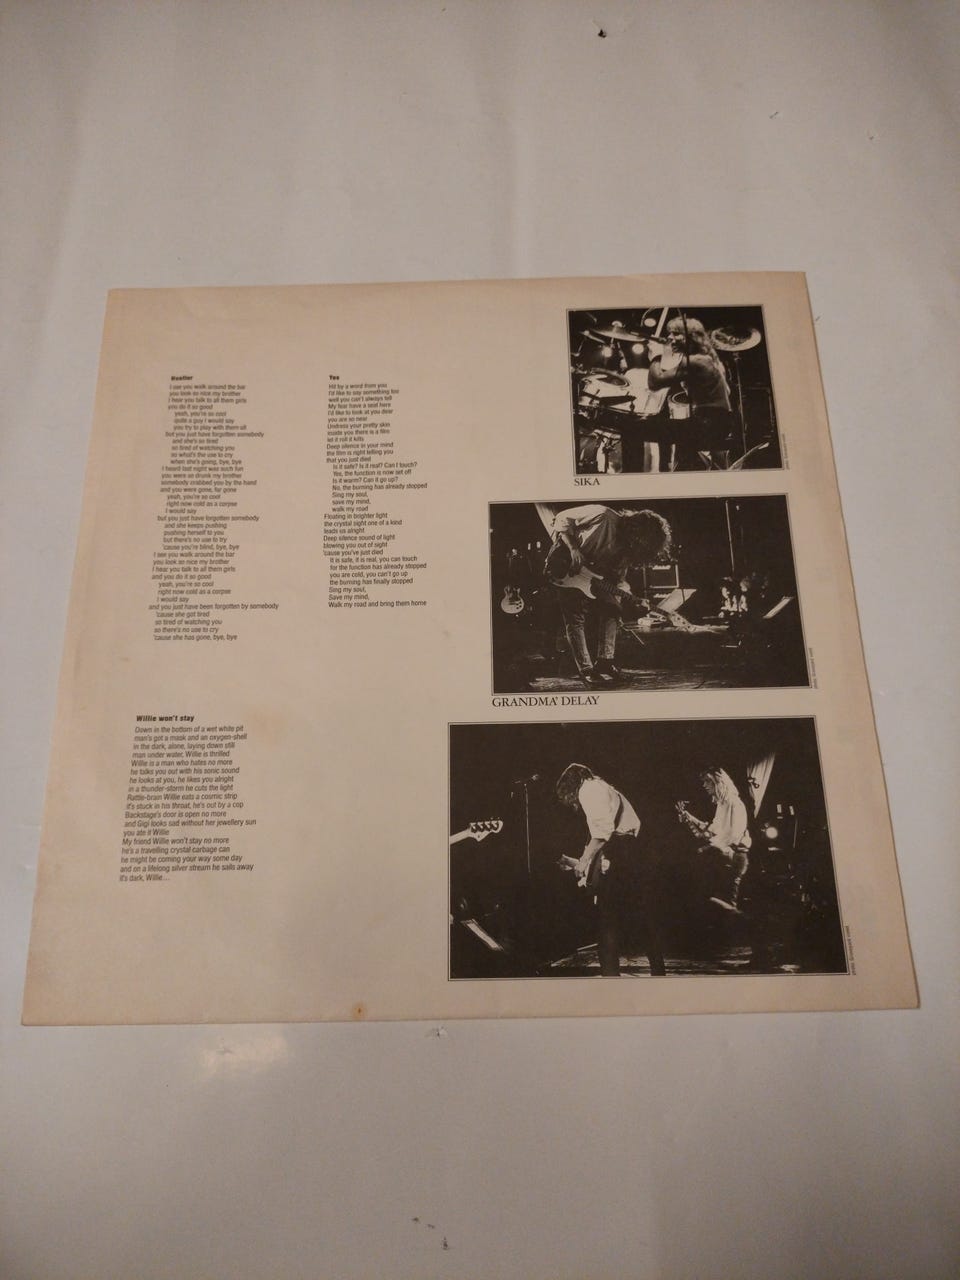 Hustler
I see you walk around the bar
you look so nice my brother
I hear you talk to all them girls
you do it so good
yeah, you're so cool
quite a guy I would say
you try to play with them all
but you just have forgotten somebody
and she's so tired
so tired of watching you
so what's the use to cry
when she's going, bye, bye
I heard last night was such fun
you were so drunk my brother
somebody grabbed you by the hand
and you were gone, far gone
yeah, you're so cool
right now cold as a corpse
I would say
but you just have forgotten somebody
and she keeps pushing
pushing herself to you
but there's no use to try
'cause you're blind, bye, bye
I see you walk around the bar
you look so nice my brother
I hear you talk to all them girls
and you do it so good
yeah, you're so cool
right now cold as a corpse
I would say
and you just have been forgotten by somebody
'cause she got tired
so tired of watching you
so there's no use to cry
'cause she has gone, bye, bye
Yes
Hit by a word from you
I'd like to say something too
well you can't always tell
My fear have a seat here
I'd like to look at you dear
you are so near
Undress your pretty skin
inside you there is a film
let it roll it kills
Deep silence in your mind
the film is right telling you
that you just died
Is it safe? Is it real? Can I touch?
Yes, the function is now set off
Is it warm? Can it go up?
No, the burning has already stopped
Sing my soul,
save my mind,
walk my road
Floating in brighter light
the crystal sight one of a kind
leads us alright
Deep silence sound of light
blowing you out of sight
'cause you've just died
It is safe, it is real, you can touch
for the function has already stopped
you are cold, you can't go up
the burning has finally stopped
Sing my soul,
Save my mind,
Walk my road and bring them home
Willie won't stay
Down in the bottom of a wet white pit
man's got a mask and an oxygen-shell
in the dark, alone, laying down still
man under water, Willie is thrilled
Willie is a man who hates no more
he talks you out with his sonic sound
he looks at you, he likes you alright
in a thunder-storm he cuts the light
Rattle-brain Willie eats a cosmic strip
it's stuck in his throat, he's out by a cop
Backstage's door is open no more
and Gigi looks sad without her jewellery sun
you ate it Willie
My friend Willie won't stay no more
he's a travelling crystal carbage can
he might be coming your way some day
and on a lifelong silver stream he sails away
it's dark, Willie...
SIKA
GRANDMA' DELAY